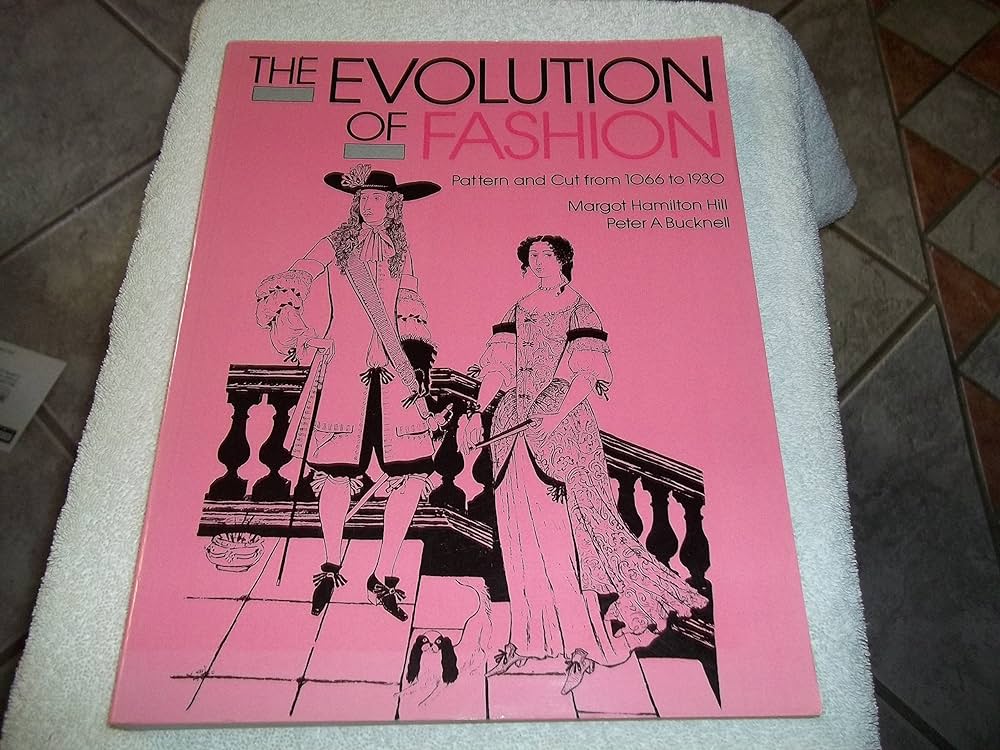 THE EVOLUTION
OF FASHION
Pattern and Cut from 1066 to 1930
Margot Hamilton Hill
Peter A Bucknell